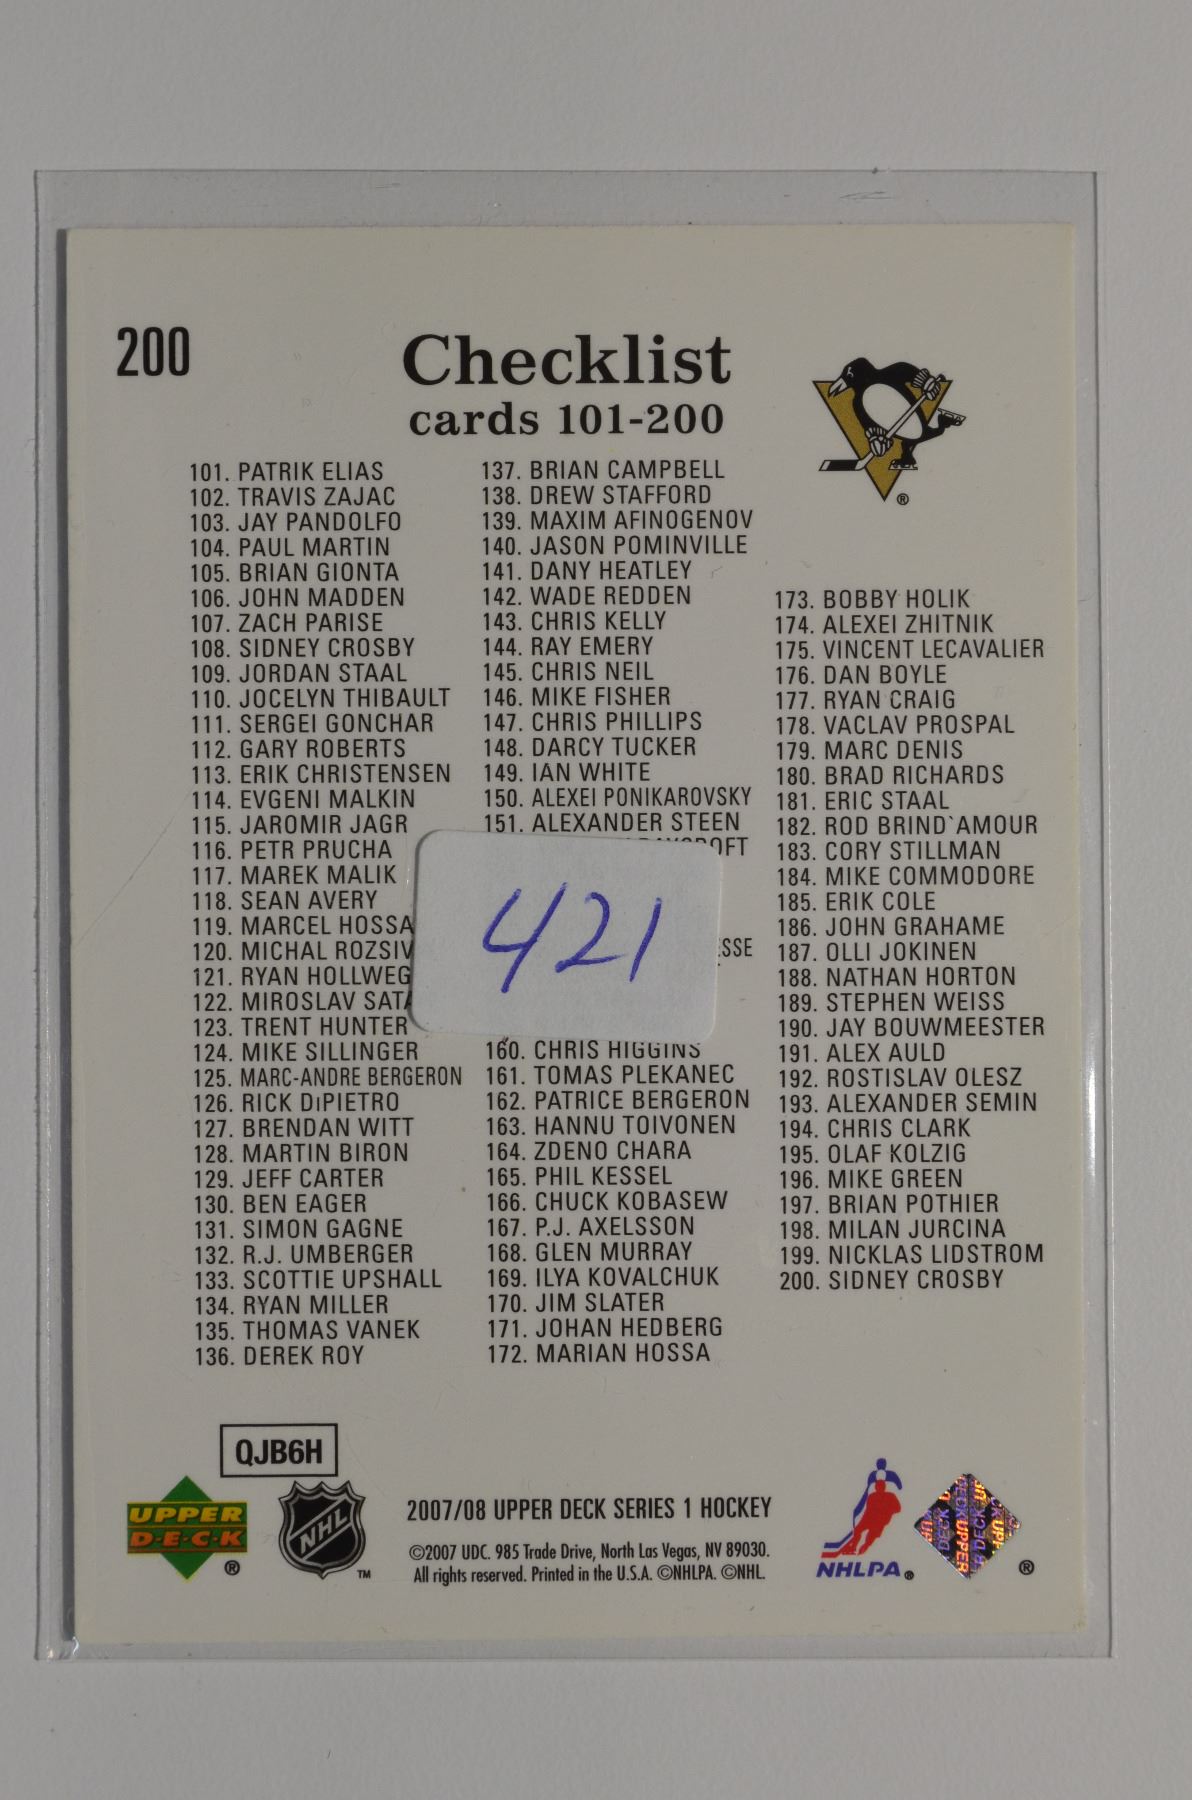 200
Checklist
cards 101-200
101. PATRIK ELIAS
102. TRAVIS ZAJAC
103. JAY PANDOLFO
104. PAUL MARTIN
105. BRIAN GIONTA
106. JOHN MADDEN
107. ZACH PARISE
108. SIDNEY CROSBY
109. JORDAN STAAL
110. JOCELYN THIBAULT
111. SERGEI GONCHAR
112. GARY ROBERTS
113. ERIK CHRISTENSEN
114. EVGENI MALKIN
115. JAROMIR JAGR
116. PETR PRUCHA
117. MAREK MALIK
118. SEAN AVERY
119. MARCEL HOSSA
120. MICHAL ROZSIV
121. RYAN HOLLWEG
122. MIROSLAV SATA
123. TRENT HUNTER
124. MIKE SILLINGER
125. MARC-ANDRE BERGERON
126. RICK DiPIETRO
127. BRENDAN WITT
128. MARTIN BIRON
129. JEFF CARTER
130. BEN EAGER
131. SIMON GAGNE
132. R.J. UMBERGER
133. SCOTTIE UPSHALL
134. RYAN MILLER
135. THOMAS VANEK
136. DEREK ROY
137. BRIAN CAMPBELL
138. DREW STAFFORD
139. MAXIM AFINOGENOV
140. JASON POMINVILLE
141. DANY HEATLEY
142. WADE REDDEN
143. CHRIS KELLY
144. RAY EMERY
145. CHRIS NEIL
146. MIKE FISHER
147. CHRIS PHILLIPS
148. DARCY TUCKER
149. IAN WHITE
150. ALEXEI PONIKAROVSKY
151. ALEXANDER STEEN
421
160. CHRIS HIGGINS
161. TOMAS PLEKANEC
162. PATRICE BERGERON
163. HANNU TOIVONEN
164. ZDENO CHARA
165. PHIL KESSEL
166. CHUCK KOBASEW
167. P.J. AXELSSON
168. GLEN MURRAY
169. ILYA KOVALCHUK
170. JIM SLATER
171. JOHAN HEDBERG
172. MARIAN HOSSA
173. BOBBY HOLIK
174. ALEXEI ZHITNIK
175. VINCENT LECAVALIER
176. DAN BOYLE
177. RYAN CRAIG
178. VACLAV PROSPAL
179. MARC DENIS
180. BRAD RICHARDS
181. ERIC STAAL
182. ROD BRIND`AMOUR
183. CORY STILLMAN
184. MIKE COMMODORE
185. ERIK COLE
186. JOHN GRAHAME
187. OLLI JOKINEN
188. NATHAN HORTON
189. STEPHEN WEISS
190. JAY BOUWMEESTER
191. ALEX AULD
192. ROSTISLAV OLESZ
193. ALEXANDER SEMIN
194. CHRIS CLARK
195. OLAF KOLZIG
196. MIKE GREEN
197. BRIAN POTHIER
198. MILAN JURCINA
199. NICKLAS LIDSTROM
200. SIDNEY CROSBY
QJB6H
UPPER
D·E·C·K
®
NHL
™
2007/08 UPPER DECK SERIES 1 HOCKEY
©2007 UDC. 985 Trade Drive, North Las Vegas, NV 89030.
All rights reserved. Printed in the U.S.A. ©NHLPA. ©NHL.
NHLPA®
®